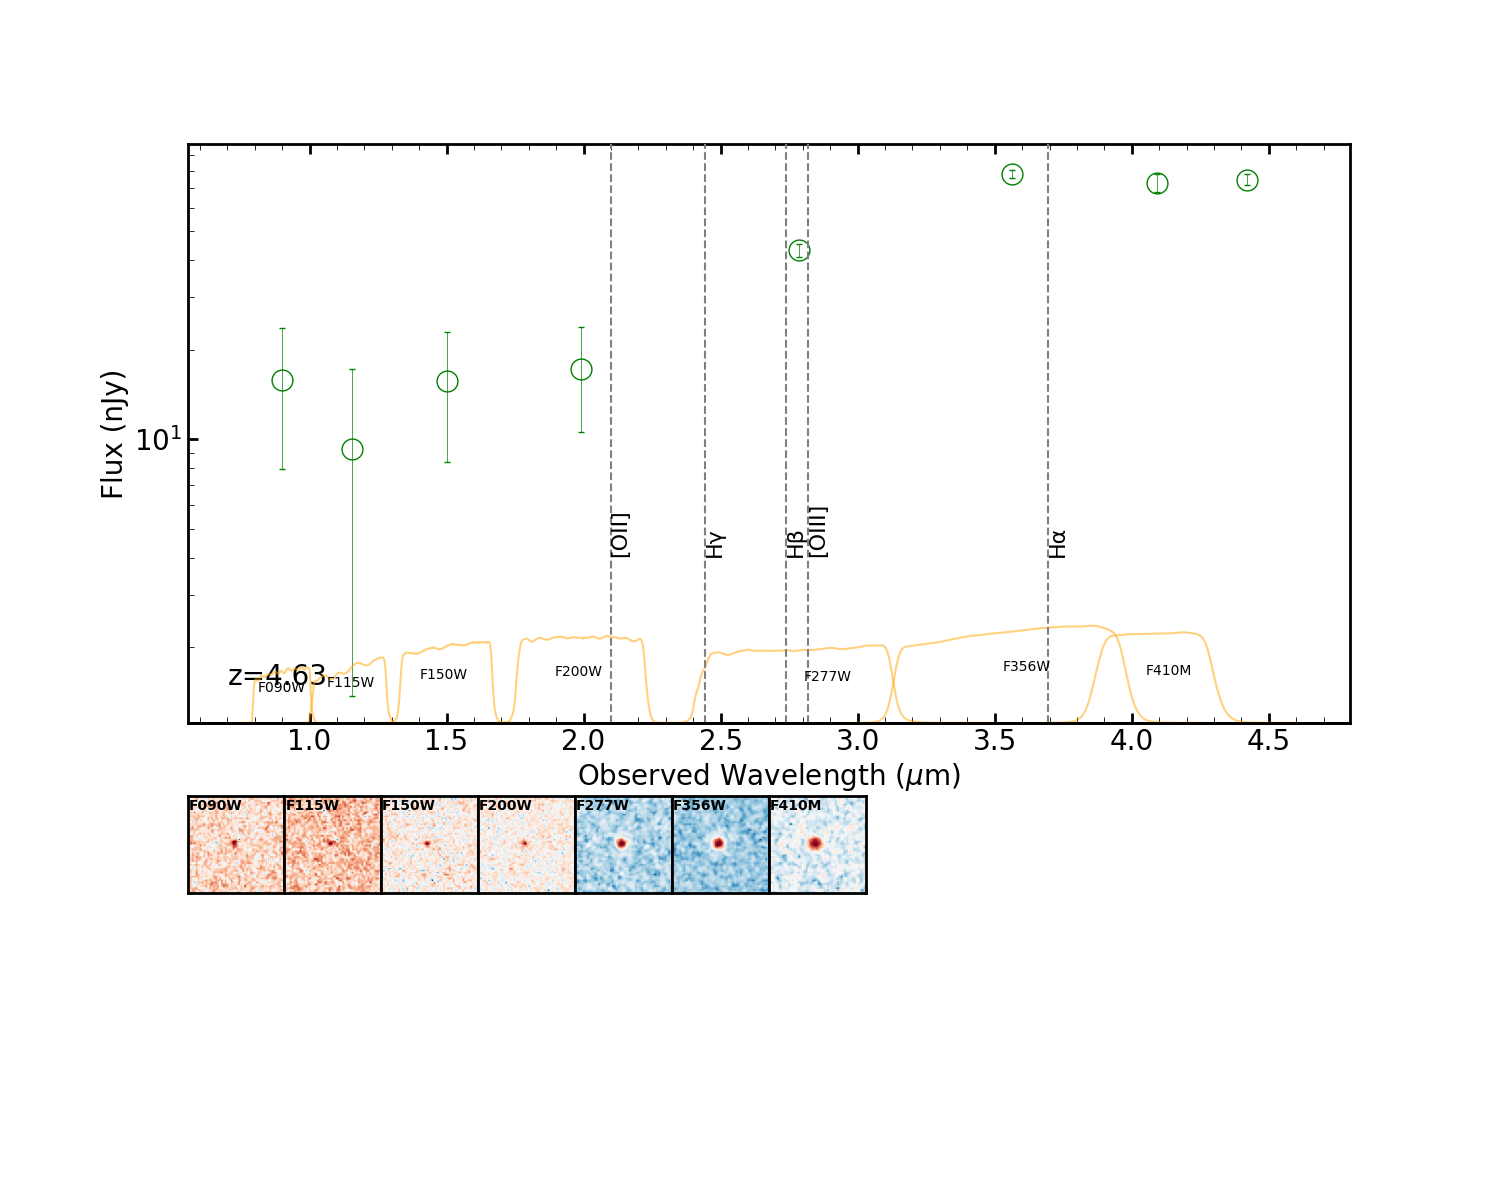 Flux (nJy)
10¹
[OII]
Hγ
Hβ
[OIII]
Hα
z=4.63
F090W
F115W
F150W
F200W
F277W
F356W
F410M
1.0 1.5 2.0 2.5 3.0 3.5 4.0 4.5
Observed Wavelength (μm)
F090W F115W F150W F200W F277W F356W F410M